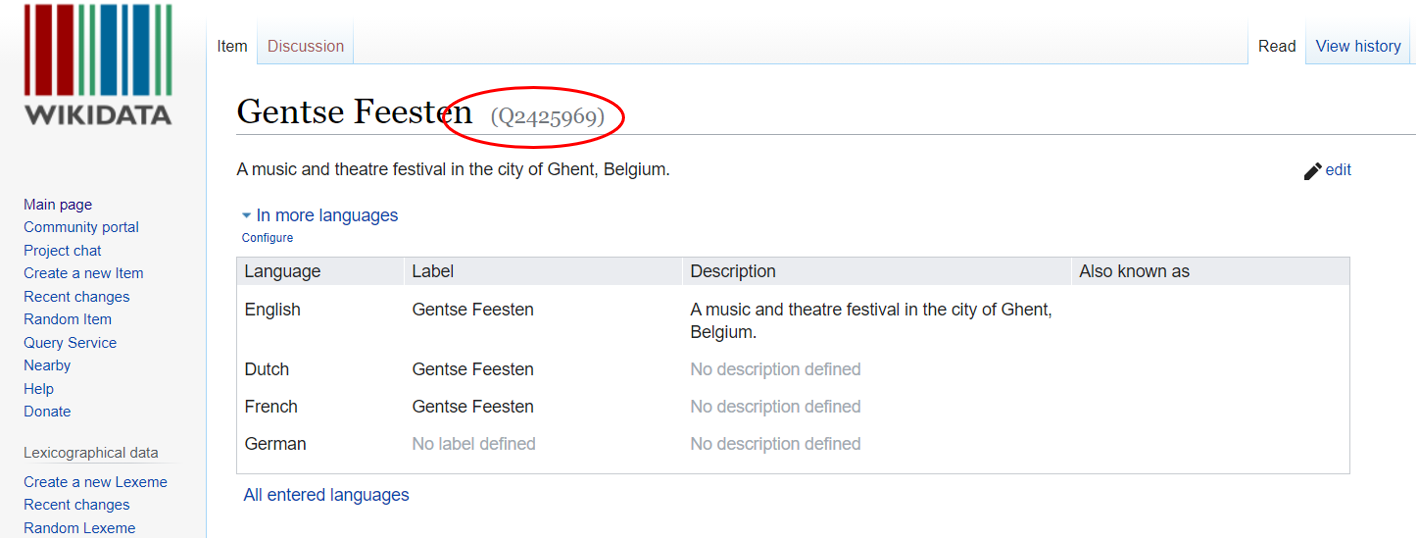 WIKIDATA
Main page
Community portal
Project chat
Create a new Item
Recent changes
Random Item
Query Service
Nearby
Help
Donate
Lexicographical data
Create a new Lexeme
Recent changes
Random Lexeme
Item Discussion Read View history
Gentse Feesten (Q2425969)
A music and theatre festival in the city of Ghent, Belgium. edit
In more languages
Configure
Language Label Description Also known as
English Gentse Feesten A music and theatre festival in the city of Ghent,
Belgium.
Dutch Gentse Feesten No description defined
French Gentse Feesten No description defined
German No label defined No description defined
All entered languages